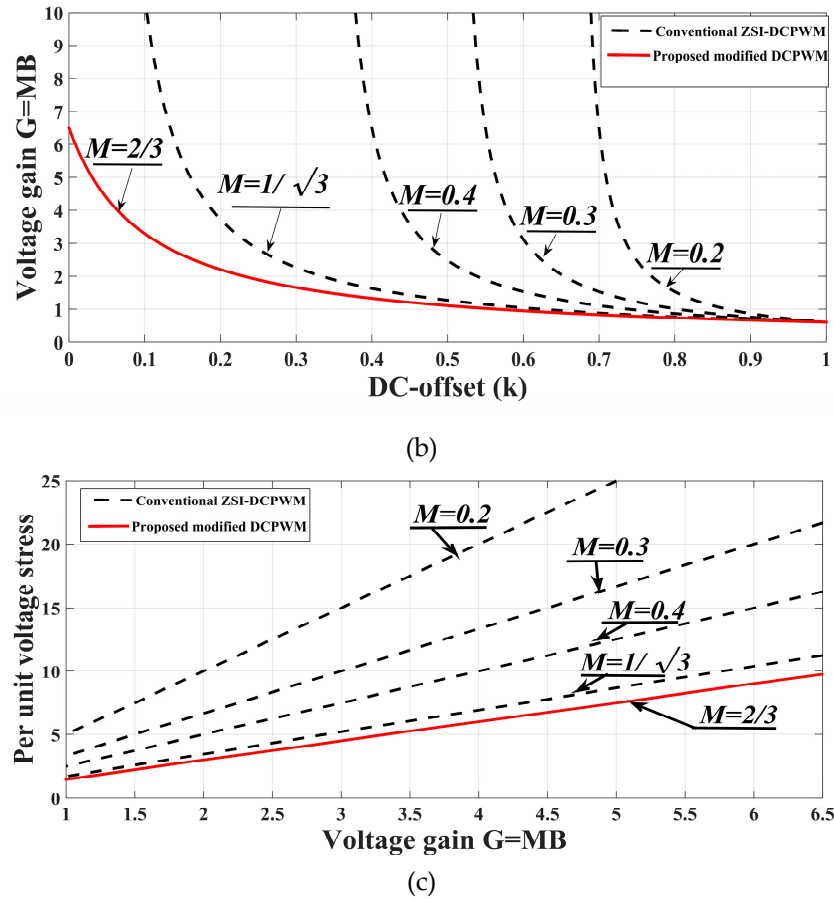 10
9
8
7
6
5
4
3
2
1
0
Voltage gain G=MB
Conventional ZSI-DCPWM
Proposed modified DCPWM
M=2/3
M=1/ √3
M=0.4
M=0.3
M=0.2
0 0.1 0.2 0.3 0.4 0.5 0.6 0.7 0.8 0.9 1
DC-offset (k)
(b)
25
20
15
10
5
0
Per unit voltage stress
Conventional ZSI-DCPWM
Proposed modified DCPWM
M=0.2
M=0.3
M=0.4
M=1/ √3
M=2/3
1 1.5 2 2.5 3 3.5 4 4.5 5 5.5 6 6.5
Voltage gain G=MB
(c)